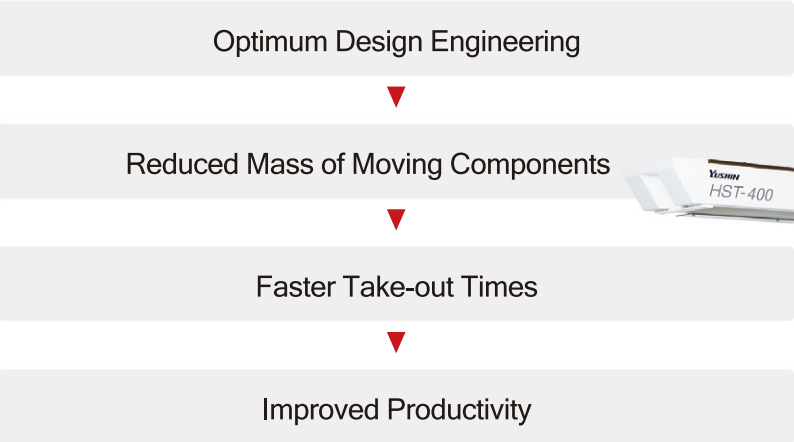 Optimum Design Engineering
Reduced Mass of Moving Components
YUSHIN
HST-400
Faster Take-out Times
Improved Productivity